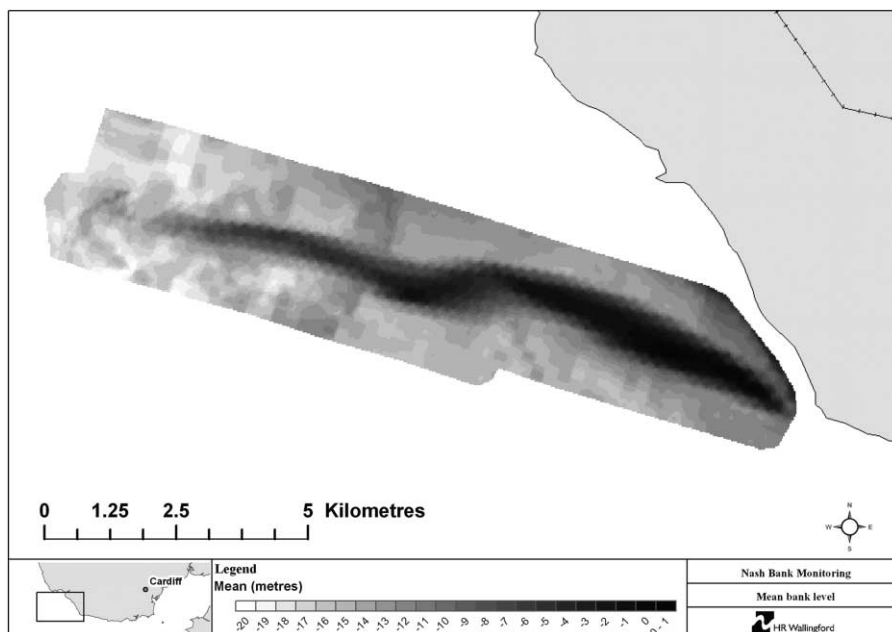 0 1.25 2.5 5 Kilometres
N
W E
S
Cardiff
Legend
Mean (metres)
-20 -19 -18 -17 -16 -15 -14 -13 -12 -11 -10 -9 -8 -7 -6 -5 -4 -3 -2 -1 0 0 - 1
Nash Bank Monitoring
Mean bank level
HR Wallingford